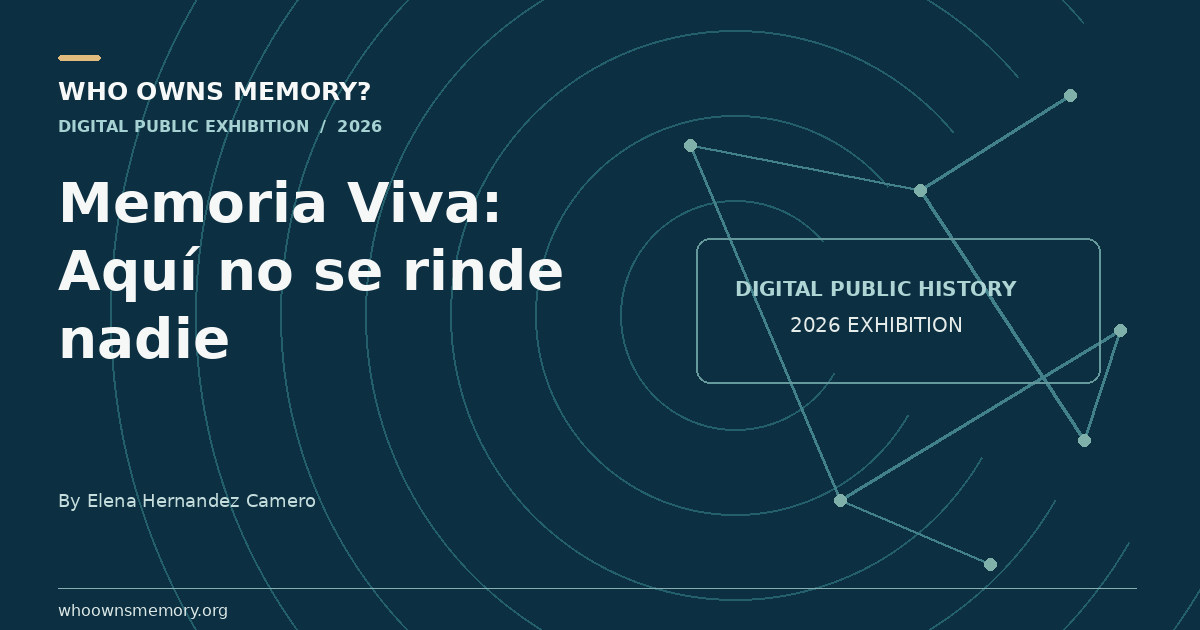 WHO OWNS MEMORY?
DIGITAL PUBLIC EXHIBITION / 2026
Memoria Viva:
Aquí no se rinde
nadie
DIGITAL PUBLIC HISTORY
2026 EXHIBITION
By Elena Hernandez Camero
whoownsmemory.org